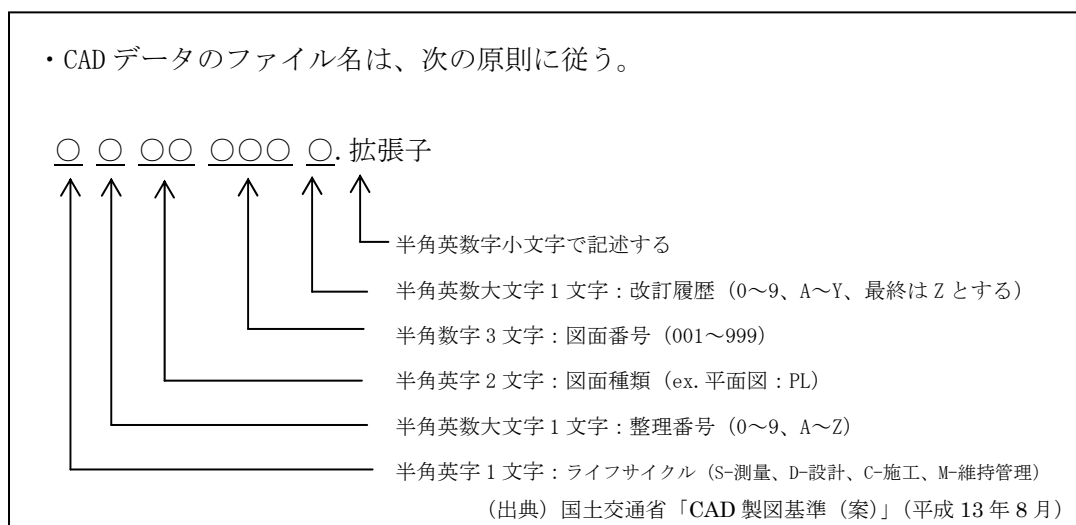 ・CADデータのファイル名は、次の原則に従う。
○ ○ ○○ ○○○ ○.拡張子
半角英数字小文字で記述する
半角英数大文字1文字：改訂履歴（0～9、A～Y、最終はZとする）
半角数字3文字：図面番号（001～999）
半角英字2文字：図面種類（ex.平面図：PL）
半角英数大文字1文字：整理番号（0～9、A～Z）
半角英字1文字：ライフサイクル（S-測量、D-設計、C-施工、M-維持管理）
（出典）国土交通省「CAD製図基準（案）」（平成13年8月）